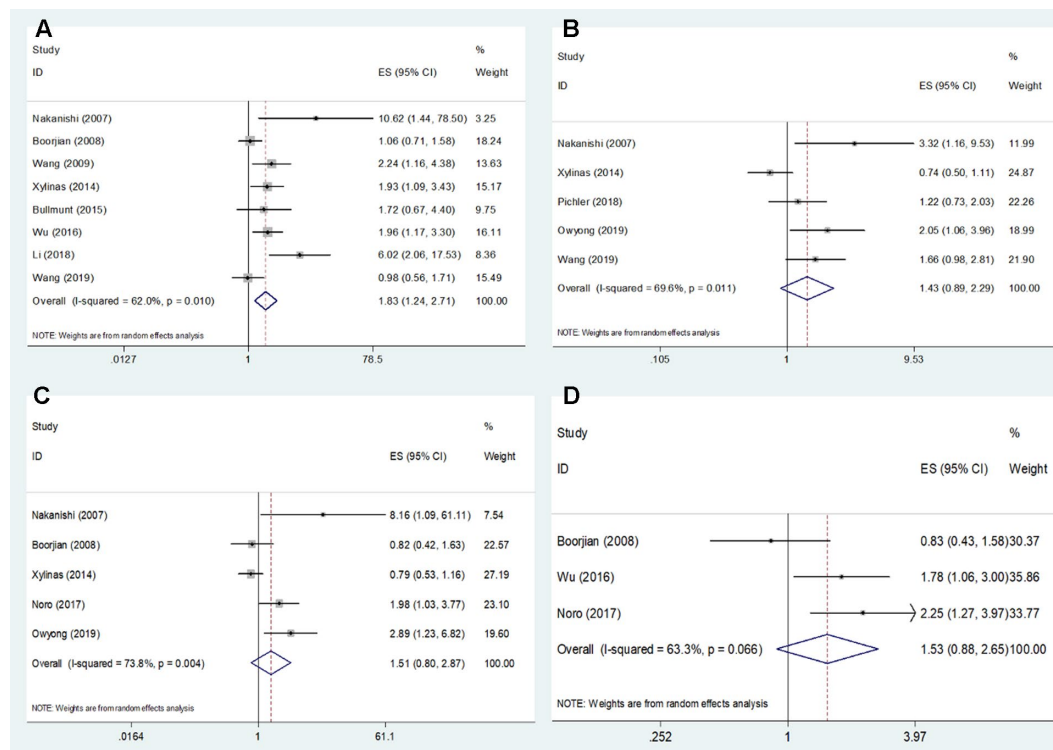 A
Study %
ID ES (95% CI) Weight
Nakanishi (2007) 10.62 (1.44, 78.50) 3.25
Boorjian (2008) 1.06 (0.71, 1.58) 18.24
Wang (2009) 2.24 (1.16, 4.38) 13.63
Xylinas (2014) 1.93 (1.09, 3.43) 15.17
Bullmunt (2015) 1.72 (0.67, 4.40) 9.75
Wu (2016) 1.96 (1.17, 3.30) 16.11
Li (2018) 6.02 (2.06, 17.53) 8.36
Wang (2019) 0.98 (0.56, 1.71) 15.49
Overall (I-squared = 62.0%, p = 0.010) 1.83 (1.24, 2.71) 100.00
NOTE: Weights are from random effects analysis
.0127 1 78.5
B
Study %
ID ES (95% CI) Weight
Nakanishi (2007) 3.32 (1.16, 9.53) 11.99
Xylinas (2014) 0.74 (0.50, 1.11) 24.87
Pichler (2018) 1.22 (0.73, 2.03) 22.26
Owyong (2019) 2.05 (1.06, 3.96) 18.99
Wang (2019) 1.66 (0.98, 2.81) 21.90
Overall (I-squared = 69.6%, p = 0.011) 1.43 (0.89, 2.29) 100.00
NOTE: Weights are from random effects analysis
.105 1 9.53
C
Study %
ID ES (95% CI) Weight
Nakanishi (2007) 8.16 (1.09, 61.11) 7.54
Boorjian (2008) 0.82 (0.42, 1.63) 22.57
Xylinas (2014) 0.79 (0.53, 1.16) 27.19
Noro (2017) 1.98 (1.03, 3.77) 23.10
Owyong (2019) 2.89 (1.23, 6.82) 19.60
Overall (I-squared = 73.8%, p = 0.004) 1.51 (0.80, 2.87) 100.00
NOTE: Weights are from random effects analysis
.0164 1 61.1
D
Study %
ID ES (95% CI) Weight
Boorjian (2008) 0.83 (0.43, 1.58)30.37
Wu (2016) 1.78 (1.06, 3.00)35.86
Noro (2017) 2.25 (1.27, 3.97)33.77
Overall (I-squared = 63.3%, p = 0.066) 1.53 (0.88, 2.65)100.00
NOTE: Weights are from random effects analysis
.252 1 3.97